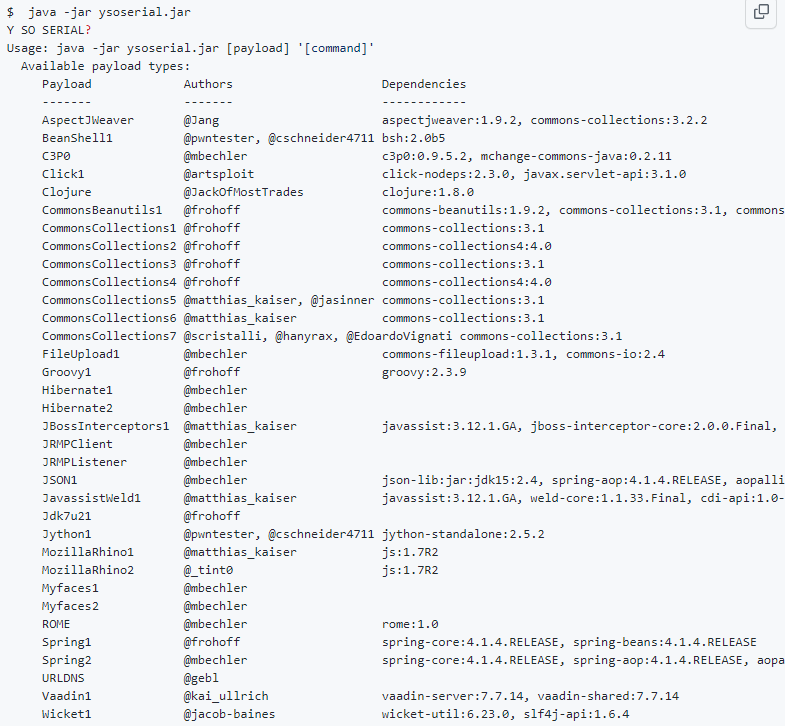 $  java -jar ysoserial.jar
Y SO SERIAL?
Usage: java -jar ysoserial.jar [payload] '[command]'
  Available payload types:
     Payload             Authors                     Dependencies
     -------             -------                     ------------
     AspectJWeaver       @Jang                       aspectjweaver:1.9.2, commons-collections:3.2.2
     BeanShell1          @pwntester, @cschneider4711 bsh:2.0b5
     C3P0                @mbechler                   c3p0:0.9.5.2, mchange-commons-java:0.2.11
     Click1              @artsploit                  click-nodeps:2.3.0, javax.servlet-api:3.1.0
     Clojure             @JackOfMostTrades           clojure:1.8.0
     CommonsBeanutils1   @frohoff                    commons-beanutils:1.9.2, commons-collections:3.1, commons
     CommonsCollections1 @frohoff                    commons-collections:3.1
     CommonsCollections2 @frohoff                    commons-collections4:4.0
     CommonsCollections3 @frohoff                    commons-collections:3.1
     CommonsCollections4 @frohoff                    commons-collections4:4.0
     CommonsCollections5 @matthias_kaiser, @jasinner commons-collections:3.1
     CommonsCollections6 @matthias_kaiser            commons-collections:3.1
     CommonsCollections7 @scristalli, @hanyrax, @EdoardoVignati commons-collections:3.1
     FileUpload1         @mbechler                   commons-fileupload:1.3.1, commons-io:2.4
     Groovy1             @frohoff                    groovy:2.3.9
     Hibernate1          @mbechler
     Hibernate2          @mbechler
     JBossInterceptors1  @matthias_kaiser            javassist:3.12.1.GA, jboss-interceptor-core:2.0.0.Final,
     JRMPClient          @mbechler
     JRMPListener        @mbechler
     JSON1               @mbechler                   json-lib:jar:jdk15:2.4, spring-aop:4.1.4.RELEASE, aopalli
     JavassistWeld1      @matthias_kaiser            javassist:3.12.1.GA, weld-core:1.1.33.Final, cdi-api:1.0-
     Jdk7u21             @frohoff
     Jython1             @pwntester, @cschneider4711 jython-standalone:2.5.2
     MozillaRhino1       @matthias_kaiser            js:1.7R2
     MozillaRhino2       @_tint0                     js:1.7R2
     Myfaces1            @mbechler
     Myfaces2            @mbechler
     ROME                @mbechler                   rome:1.0
     Spring1             @frohoff                    spring-core:4.1.4.RELEASE, spring-beans:4.1.4.RELEASE
     Spring2             @mbechler                   spring-core:4.1.4.RELEASE, spring-aop:4.1.4.RELEASE, aopa
     URLDNS              @gebl
     Vaadin1             @kai_ullrich                vaadin-server:7.7.14, vaadin-shared:7.7.14
     Wicket1             @jacob-baines               wicket-util:6.23.0, slf4j-api:1.6.4